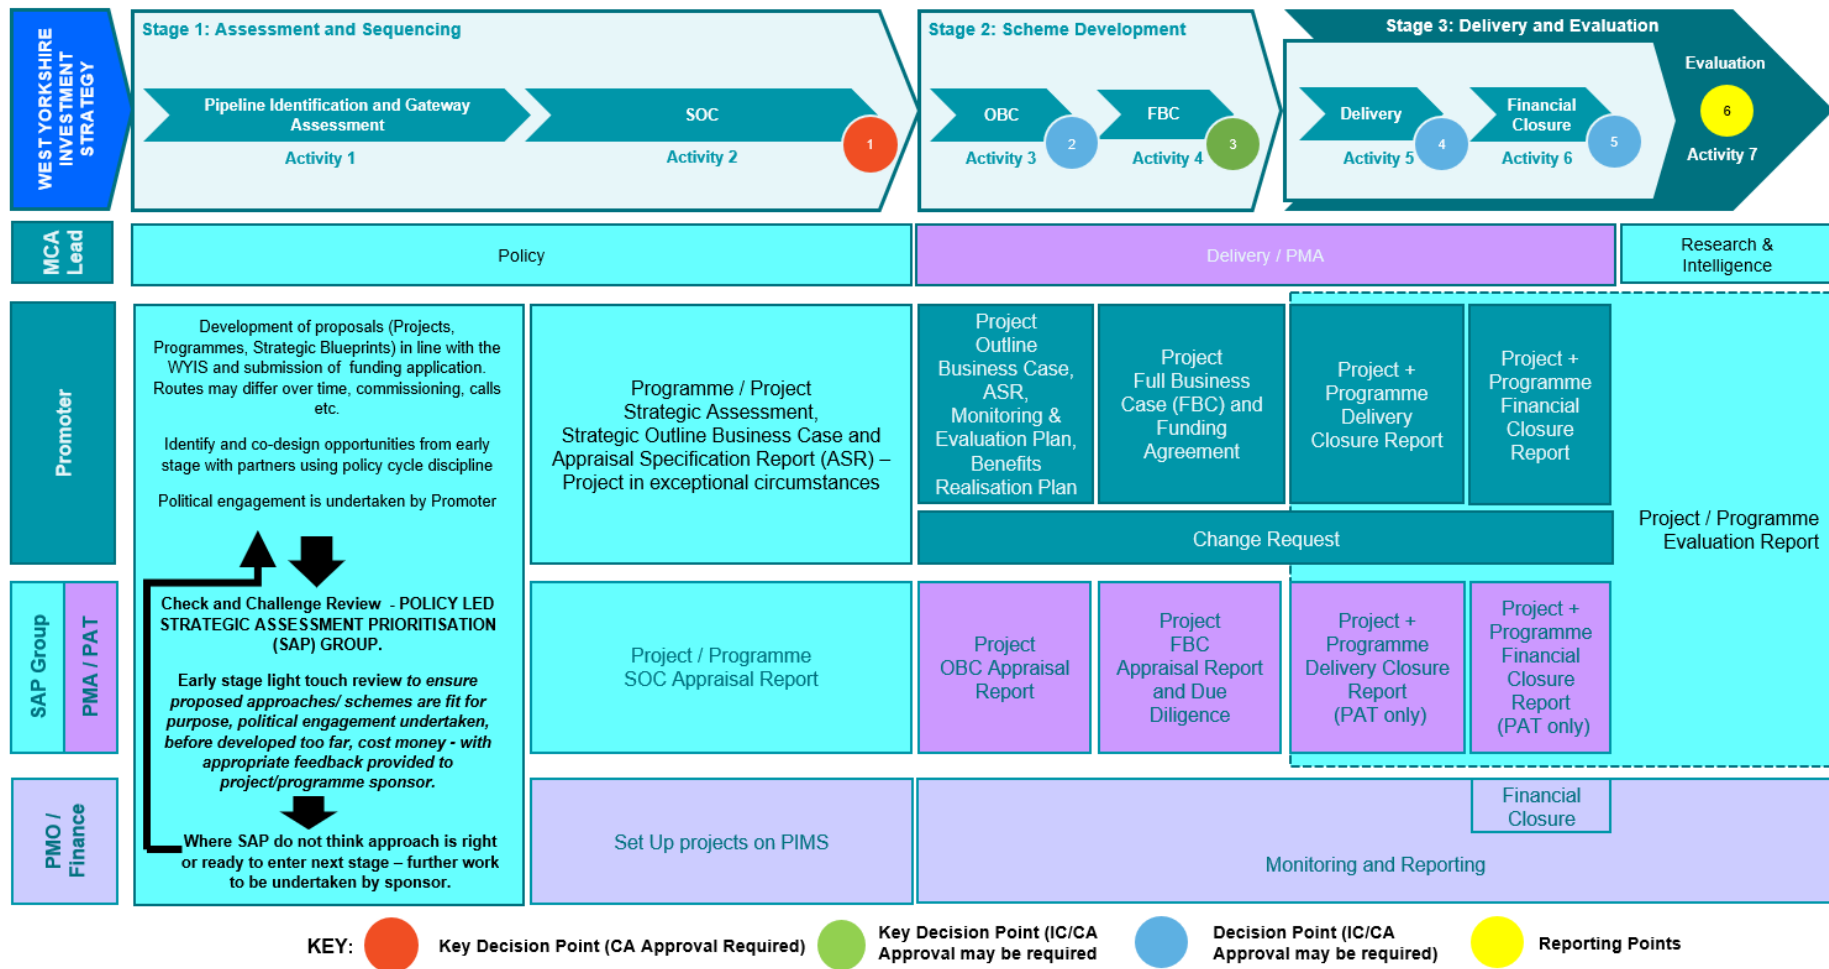 WEST YORKSHIRE
INVESTMENT
STRATEGY
Stage 1: Assessment and Sequencing
Pipeline Identification and Gateway
Assessment
Activity 1
SOC
Activity 2
1
Stage 2: Scheme Development
OBC
Activity 3
2
FBC
Activity 4
3
Stage 3: Delivery and Evaluation
Delivery
Activity 5
4
Financial
Closure
Activity 6
5
Evaluation
6
Activity 7
MCA
Lead
Policy
Delivery / PMA
Research &
Intelligence
Promoter
Development of proposals (Projects,
Programmes, Strategic Blueprints) in line with the
WYIS and submission of funding application.
Routes may differ over time, commissioning, calls
etc.
Identify and co-design opportunities from early
stage with partners using policy cycle discipline
Political engagement is undertaken by Promoter
Check and Challenge Review - POLICY LED
STRATEGIC ASSESSMENT PRIORITISATION
(SAP) GROUP.
Early stage light touch review to ensure
proposed approaches/ schemes are fit for
purpose, political engagement undertaken,
before developed too far, cost money - with
appropriate feedback provided to
project/programme sponsor.
Where SAP do not think approach is right
or ready to enter next stage – further work
to be undertaken by sponsor.
Programme / Project
Strategic Assessment,
Strategic Outline Business Case and
Appraisal Specification Report (ASR) –
Project in exceptional circumstances
Project
Outline
Business Case,
ASR,
Monitoring &
Evaluation Plan,
Benefits
Realisation Plan
Project
Full Business
Case (FBC) and
Funding
Agreement
Project +
Programme
Delivery
Closure Report
Project +
Programme
Financial
Closure
Report
Change Request
Project / Programme
Evaluation Report
SAP Group
PMA / PAT
Project / Programme
SOC Appraisal Report
Project
OBC Appraisal
Report
Project
FBC
Appraisal Report
and Due
Diligence
Project +
Programme
Delivery Closure
Report
(PAT only)
Project +
Programme
Financial
Closure
Report
(PAT only)
PMO /
Finance
Set Up projects on PIMS
Financial
Closure
Monitoring and Reporting
KEY:
Key Decision Point (CA Approval Required)
Key Decision Point (IC/CA
Approval may be required
Decision Point (IC/CA
Approval may be required)
Reporting Points